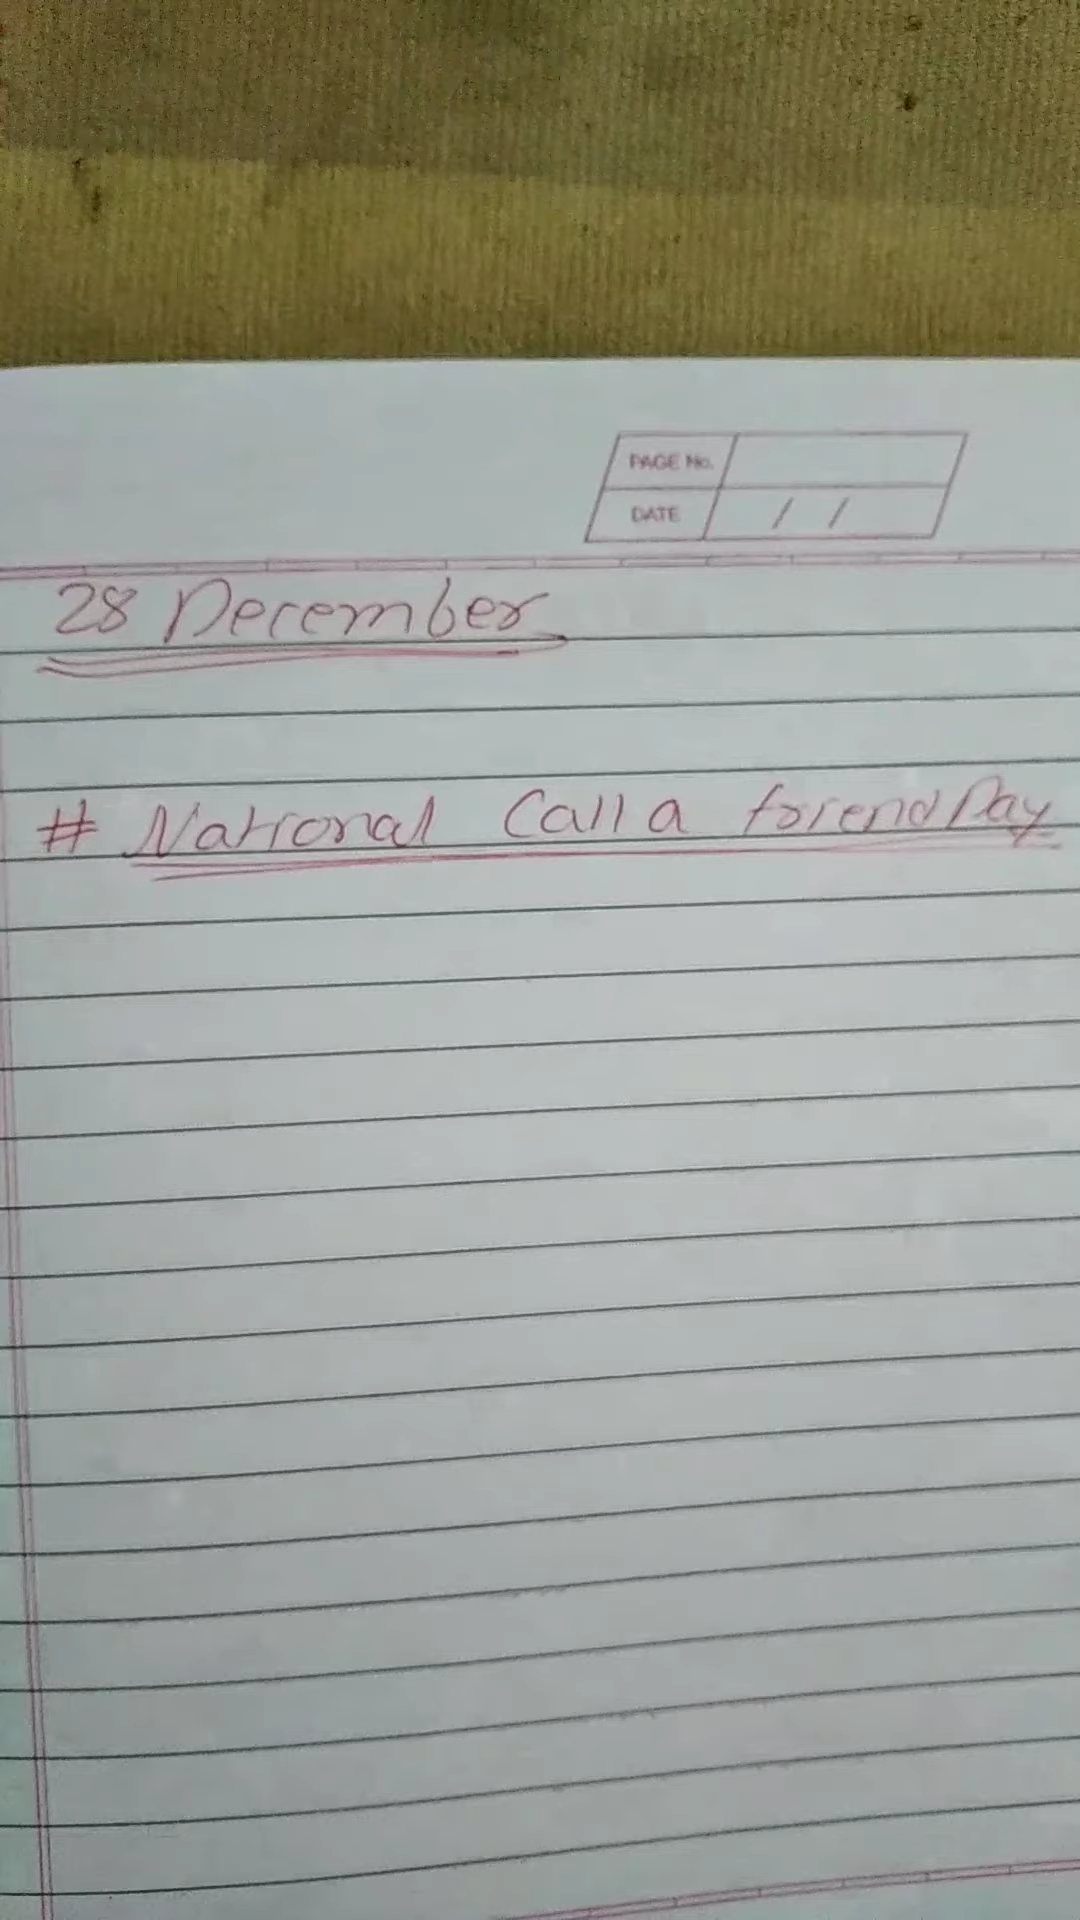 PAGE No.
DATE / /
28 December
# National Call a friend Day